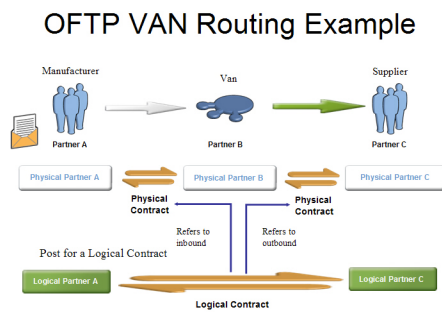 OFTP VAN Routing Example
Manufacturer
Van
Supplier
Partner A
Partner B
Partner C
Physical Partner A
Physical Partner B
Physical Partner C
Physical
Contract
Physical
Contract
Refers to
inbound
Refers to
outbound
Post for a Logical Contract
Logical Partner A
Logical Partner C
Logical Contract